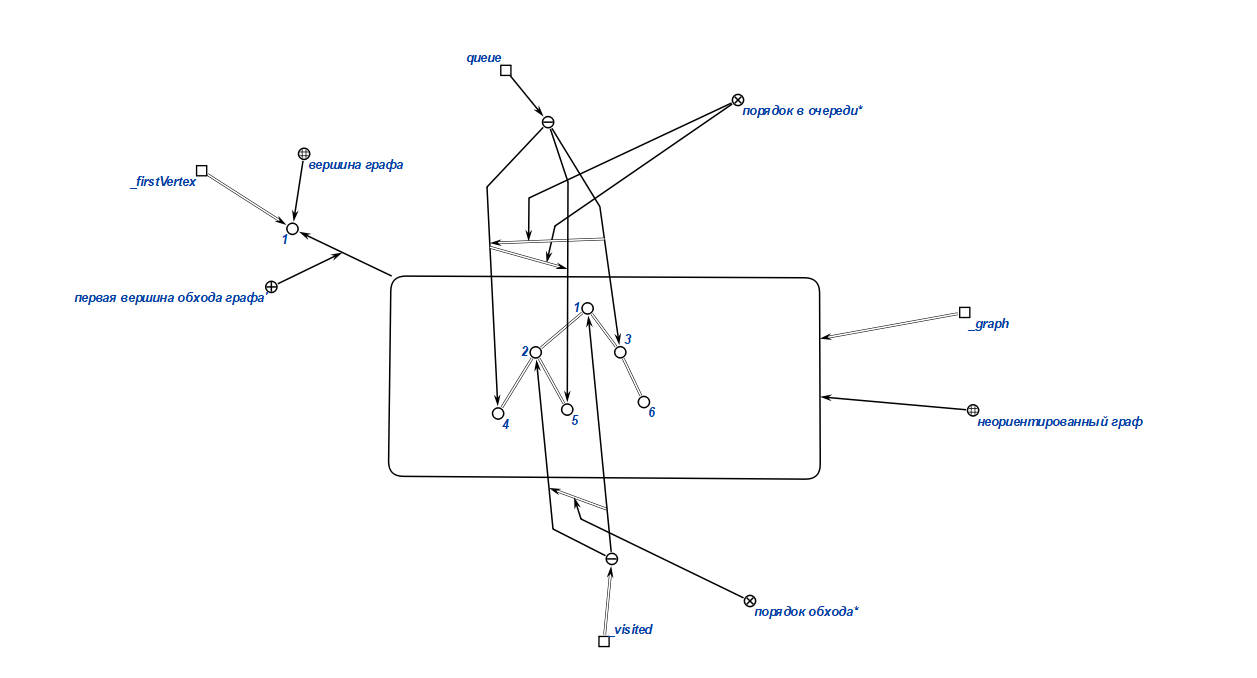 queue
порядок в очереди*
вершина графа
_firstVertex
1
первая вершина обхода графа'
1
3
2
_graph
6
5
4
неориентированный граф
порядок обхода*
_visited